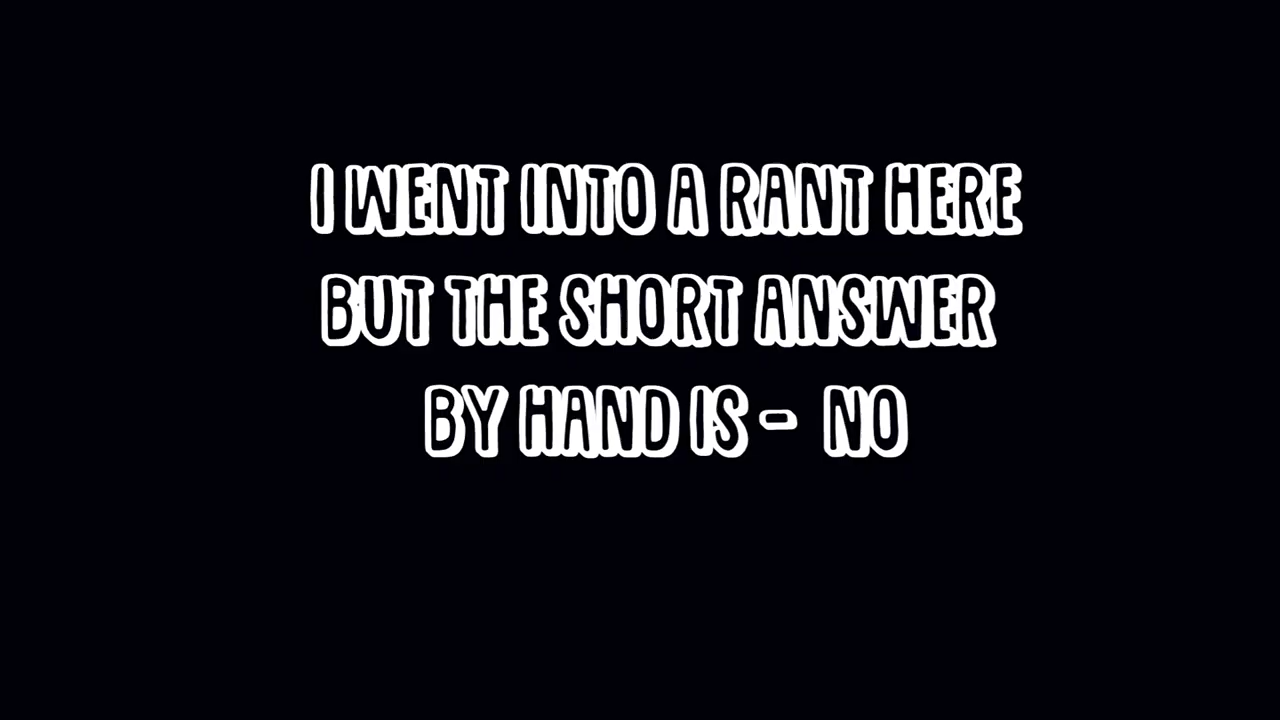 I WENT INTO A RANT HERE
BUT THE SHORT ANSWER
BY HAND IS - NO